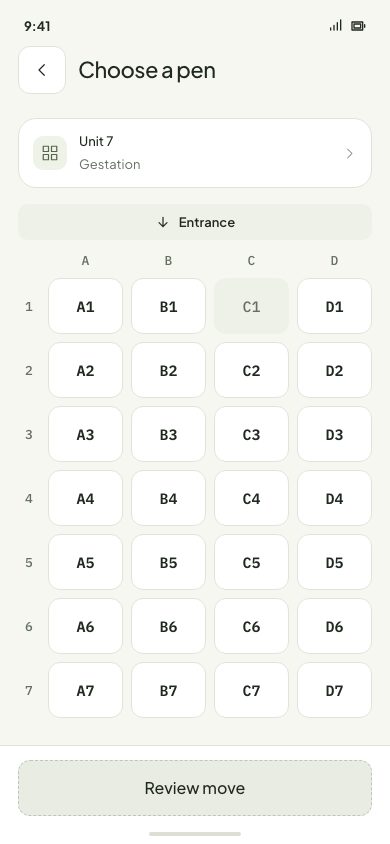 9:41
Choose a pen
Unit 7
Gestation
Entrance
A B C D
1 A1 B1 C1 D1
2 A2 B2 C2 D2
3 A3 B3 C3 D3
4 A4 B4 C4 D4
5 A5 B5 C5 D5
6 A6 B6 C6 D6
7 A7 B7 C7 D7
Review move